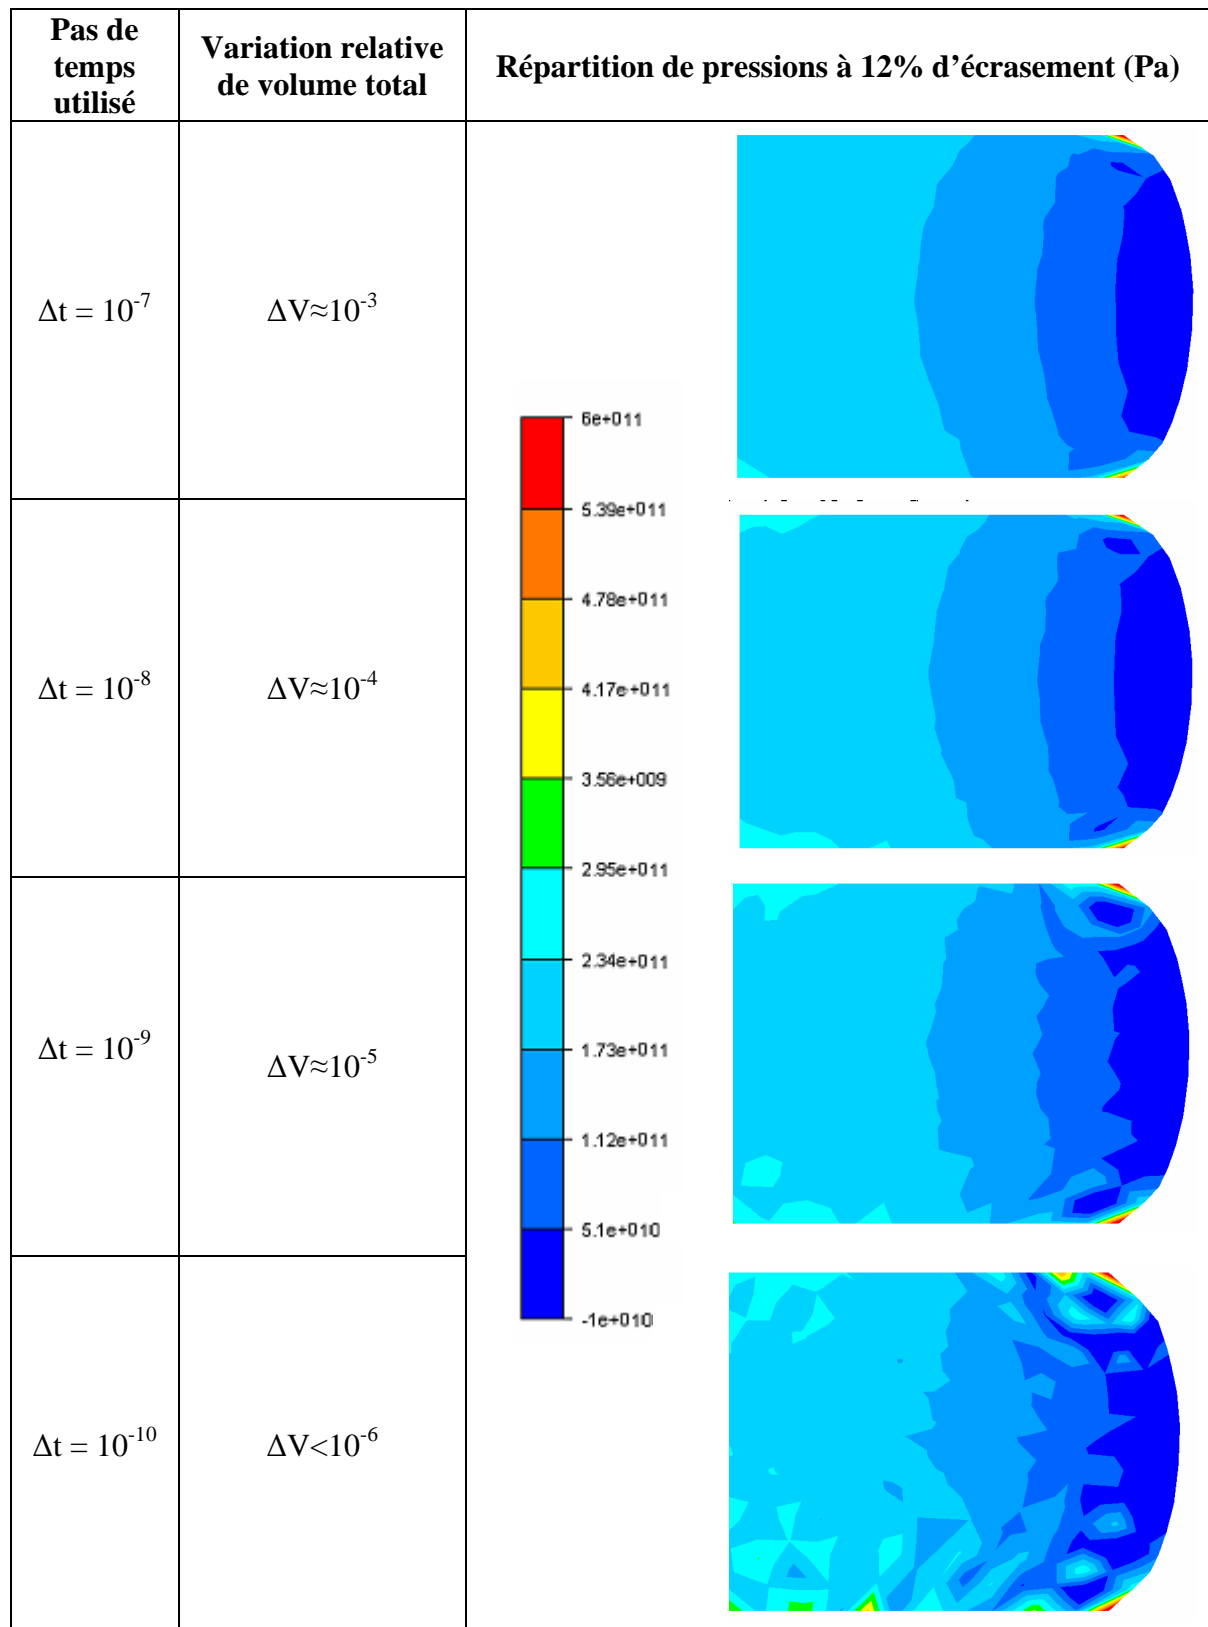 Pas de
temps
utilisé
Variation relative
de volume total
Répartition de pressions à 12% d’écrasement (Pa)
Δt = 10⁻⁷
ΔV≈10⁻³
Δt = 10⁻⁸
ΔV≈10⁻⁴
Δt = 10⁻⁹
ΔV≈10⁻⁵
Δt = 10⁻¹⁰
ΔV<10⁻⁶
6e+011
5.39e+011
4.78e+011
4.17e+011
3.56e+009
2.95e+011
2.34e+011
1.73e+011
1.12e+011
5.1e+010
-1e+010